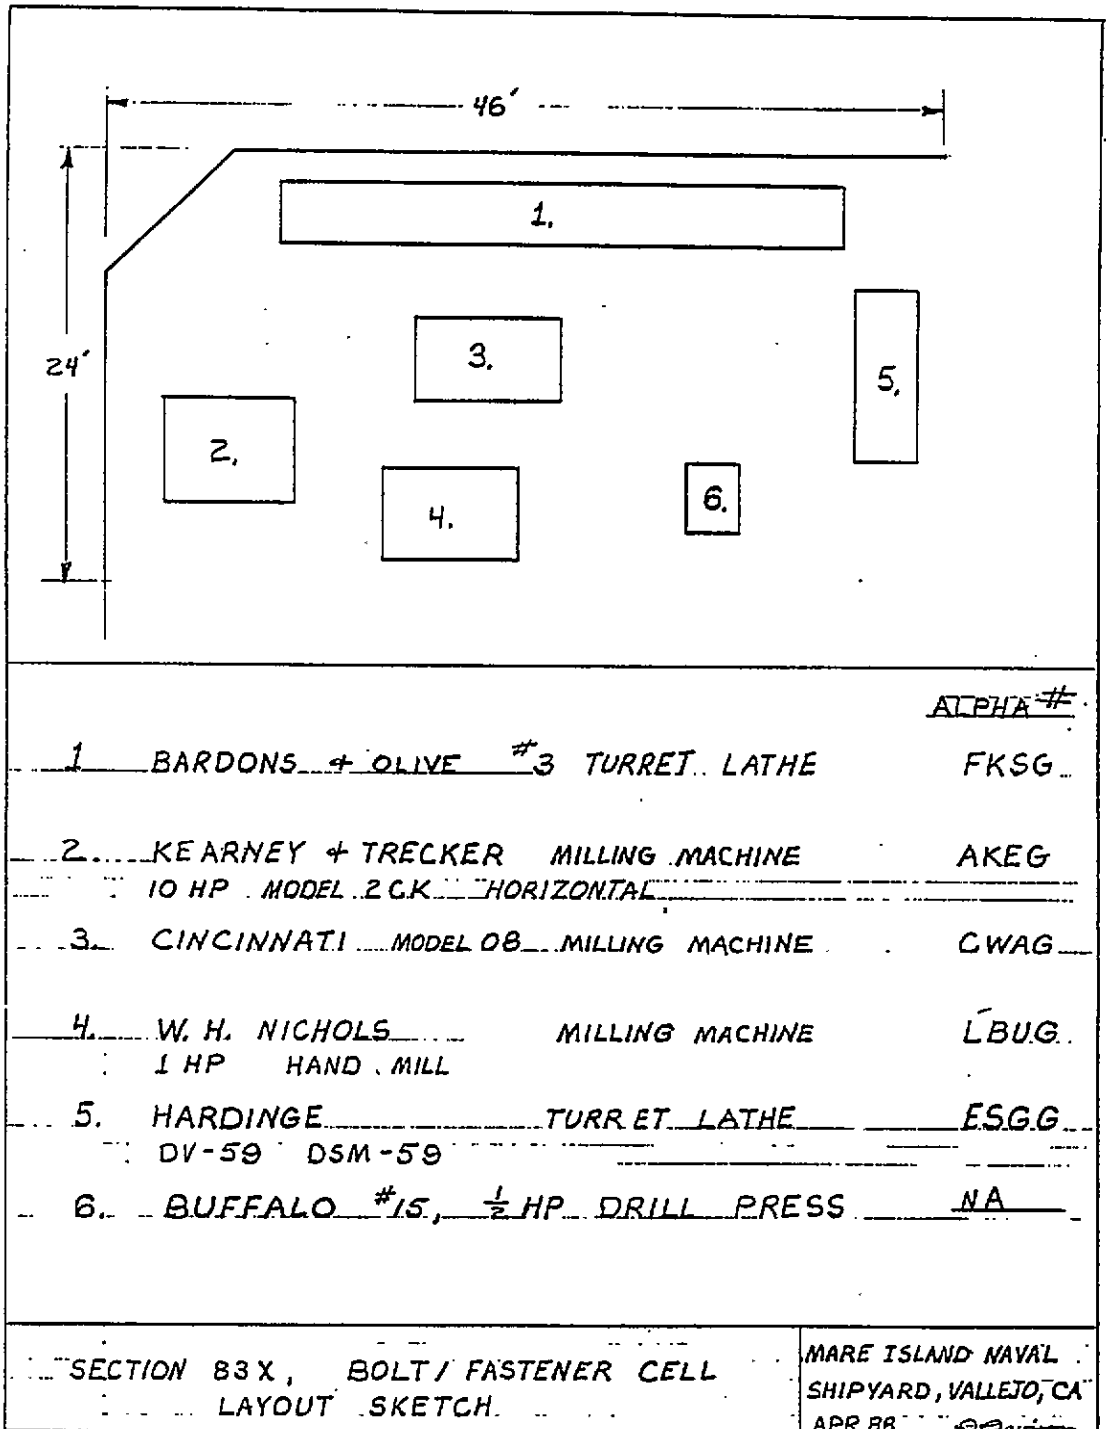 46'
1.
24'
3.
5.
2.
6.
4.
ALPHA #
1 BARDONS + OLIVE #3 TURRET LATHE FKSG
2. KEARNEY + TRECKER MILLING MACHINE AKEG
10 HP MODEL 2CK HORIZONTAL
3. CINCINNATI MODEL 08 MILLING MACHINE CWAG
4. W. H. NICHOLS MILLING MACHINE LBUG
1 HP HAND MILL
5. HARDINGE TURRET LATHE ESGG
DV-59 DSM-59
6. BUFFALO #15, 1/2 HP DRILL PRESS NA
SECTION 83X, BOLT/FASTENER CELL
LAYOUT SKETCH
MARE ISLAND NAVAL
SHIPYARD, VALLEJO, CA
APR 88